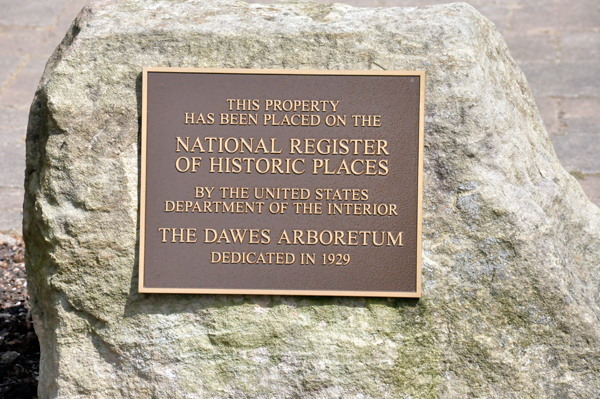 THIS PROPERTY
HAS BEEN PLACED ON THE
NATIONAL REGISTER
OF HISTORIC PLACES
BY THE UNITED STATES
DEPARTMENT OF THE INTERIOR
THE DAWES ARBORETUM
DEDICATED IN 1929